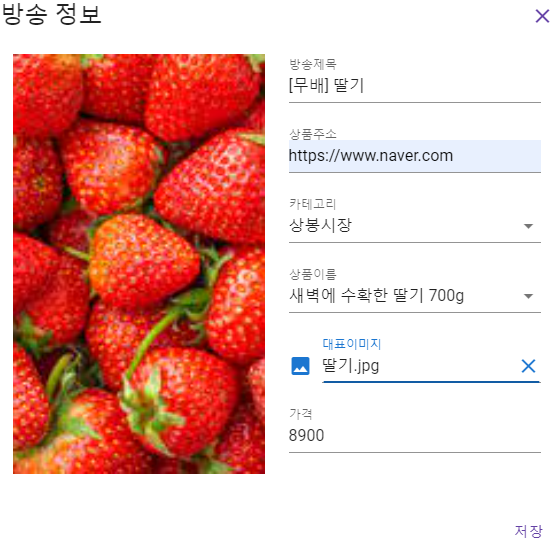 방송 정보
방송제목
[무배] 딸기
상품주소
https://www.naver.com
카테고리
상봉시장
상품이름
새벽에 수확한 딸기 700g
대표이미지
딸기.jpg
가격
8900
저장